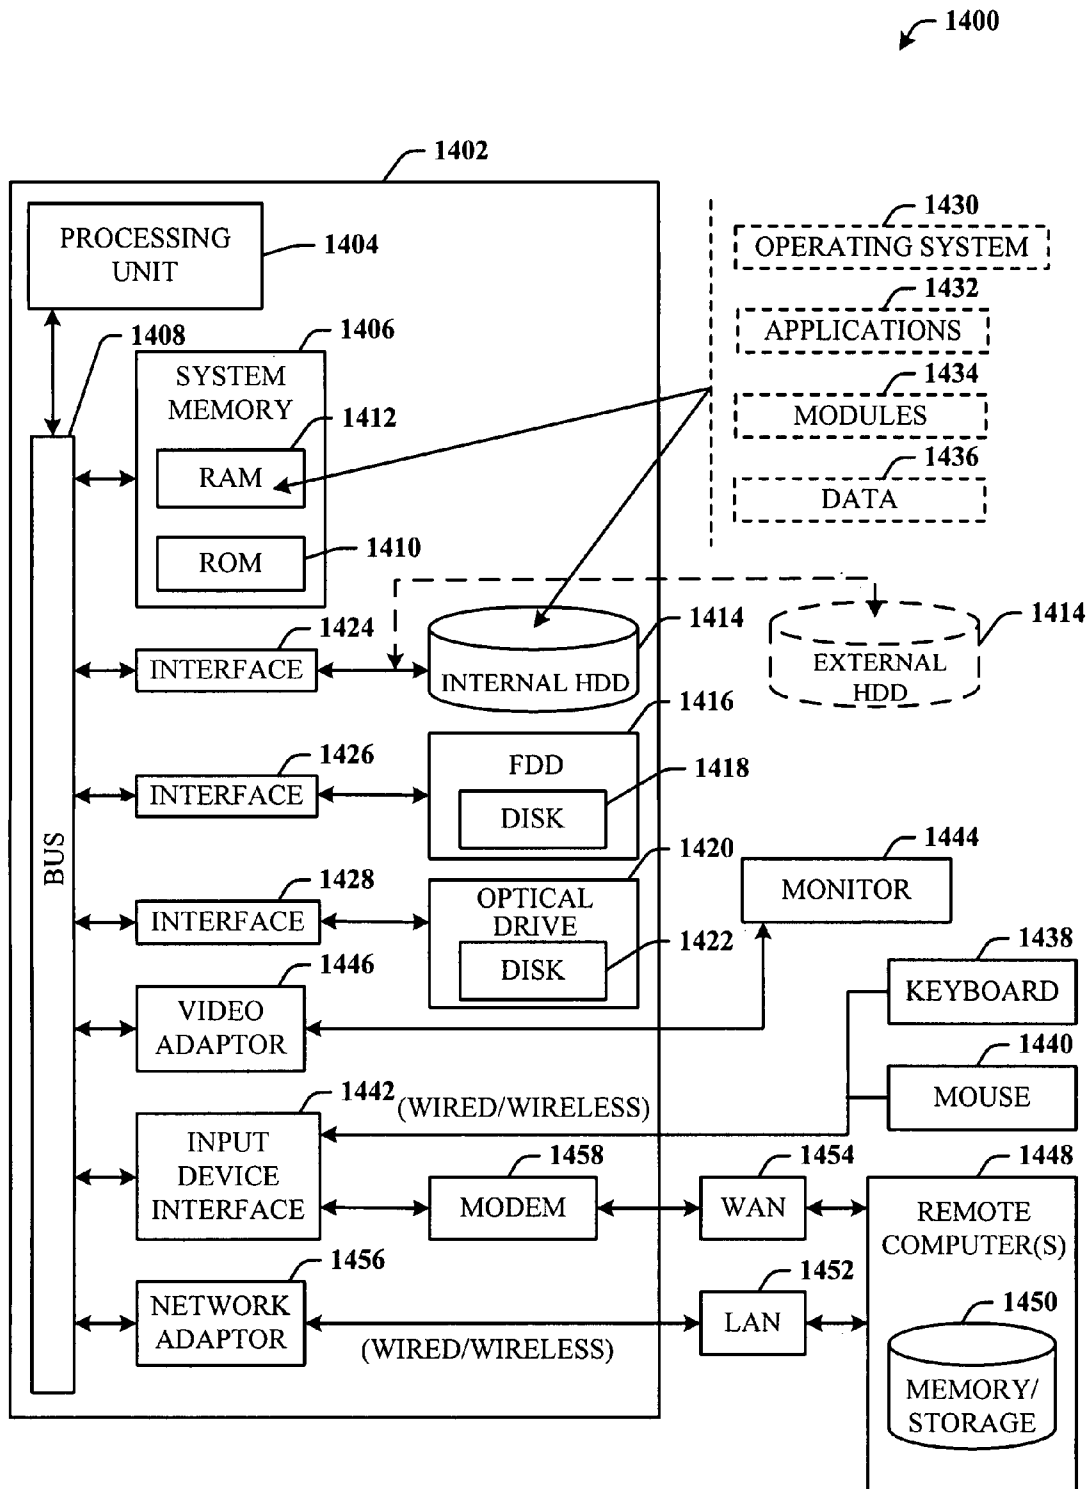 1400
1402
PROCESSING
UNIT
1404
1430
OPERATING SYSTEM
1432
APPLICATIONS
1434
MODULES
1436
DATA
1408
1406
SYSTEM
MEMORY
1412
RAM
ROM
1410
1424
INTERFACE
INTERNAL HDD
1414
EXTERNAL
HDD
1414
1416
FDD
1418
DISK
1426
INTERFACE
BUS
1428
INTERFACE
1420
OPTICAL
DRIVE
1422
DISK
1444
MONITOR
1446
VIDEO
ADAPTOR
1438
KEYBOARD
1440
MOUSE
1442
(WIRED/WIRELESS)
INPUT
DEVICE
INTERFACE
1458
MODEM
1454
WAN
1448
REMOTE
COMPUTER(S)
1456
NETWORK
ADAPTOR
(WIRED/WIRELESS)
1452
LAN
1450
MEMORY/
STORAGE